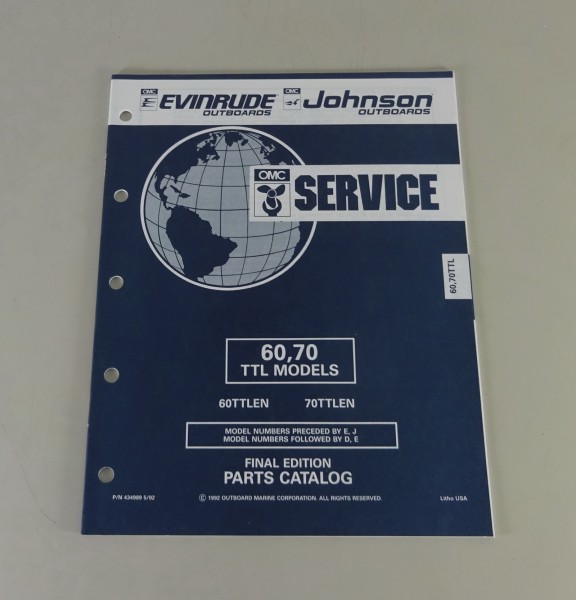 OMC EVINRUDE OMC Johnson
OUTBOARDS OUTBOARDS
OMC
SERVICE
60,70TTL
60,70
TTL MODELS
60TTLEN 70TTLEN
MODEL NUMBERS PRECEDED BY E, J
MODEL NUMBERS FOLLOWED BY D, E
FINAL EDITION
PARTS CATALOG
P/N 434989 5/92 © 1992 OUTBOARD MARINE CORPORATION. ALL RIGHTS RESERVED. Litho USA